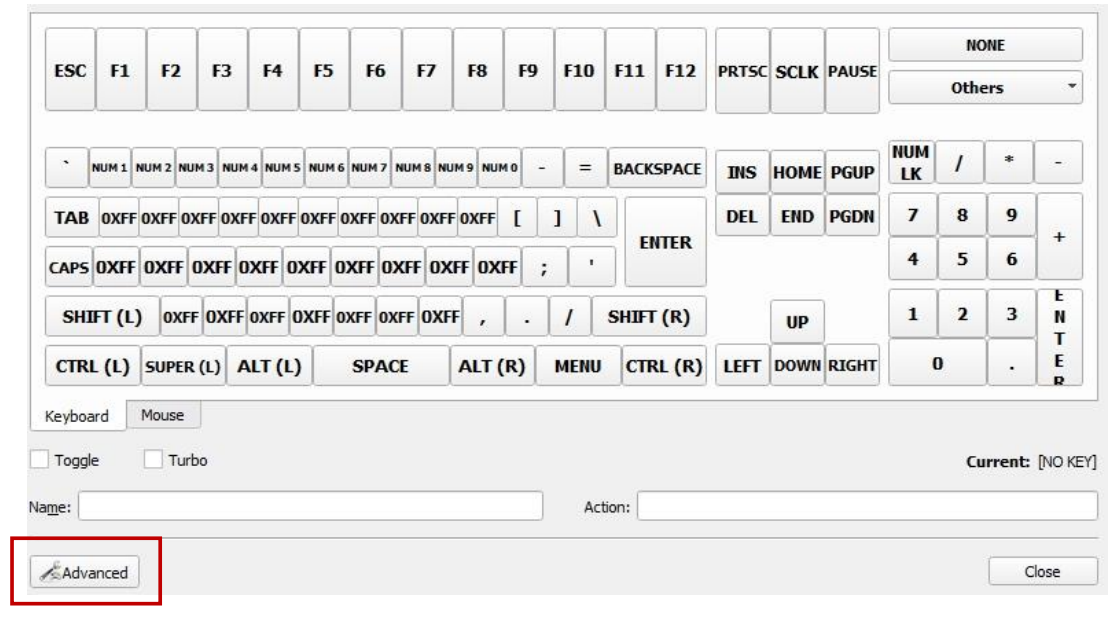 ESC F1 F2 F3 F4 F5 F6 F7 F8 F9 F10 F11 F12 PRTSC SCLK PAUSE NONE
Others
` NUM 1 NUM 2 NUM 3 NUM 4 NUM 5 NUM 6 NUM 7 NUM 8 NUM 9 NUM 0 - = BACKSPACE INS HOME PGUP NUM LK / * -
TAB 0XFF 0XFF 0XFF 0XFF 0XFF 0XFF 0XFF 0XFF 0XFF 0XFF [ ] \ ENTER DEL END PGDN 7 8 9 +
CAPS 0XFF 0XFF 0XFF 0XFF 0XFF 0XFF 0XFF 0XFF 0XFF ; ' 4 5 6
SHIFT (L) 0XFF 0XFF 0XFF 0XFF 0XFF 0XFF 0XFF , . / SHIFT (R) UP 1 2 3 ENTER
CTRL (L) SUPER (L) ALT (L) SPACE ALT (R) MENU CTRL (R) LEFT DOWN RIGHT 0 .
Keyboard Mouse
Toggle Turbo Current: [NO KEY]
Name: Action:
Advanced Close